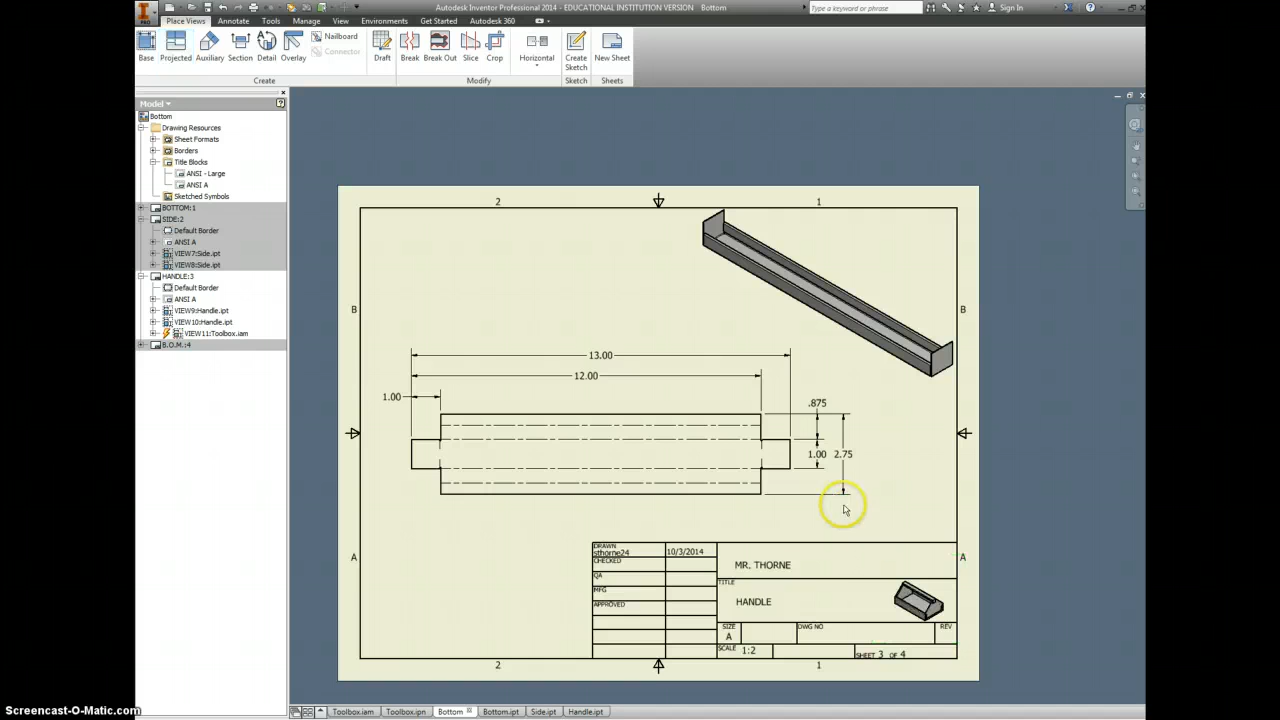 Autodesk Inventor Professional 2014 - EDUCATIONAL INSTITUTION VERSION Bottom
Type a keyword or phrase
Sign In
PRO
Place Views Annotate Tools Manage View Environments Get Started Autodesk 360
Base Projected Auxiliary Section Detail Overlay
Nailboard
Connector
Draft Break Break Out Slice Crop Horizontal
Create Sketch
New Sheet
Create Modify Sketch Sheets
Model
Bottom
Drawing Resources
Sheet Formats
Borders
Title Blocks
ANSI - Large
ANSI A
Sketched Symbols
BOTTOM:1
SIDE:2
Default Border
ANSI A
VIEW7:Side.ipt
VIEW8:Side.ipt
HANDLE:3
Default Border
ANSI A
VIEW9:Handle.ipt
VIEW10:Handle.ipt
VIEW11:Toolbox.iam
B.O.M.:4
2 1
B B
13.00
12.00
1.00
.875
1.00 2.75
A A
DRAWN
sthorne24 10/3/2014
CHECKED
QA
MFG
APPROVED
MR. THORNE
TITLE
HANDLE
SIZE
A
DWG NO
REV
SCALE 1:2
SHEET 3 OF 4
2 1
Toolbox.iam Toolbox.ipn Bottom Bottom.ipt Side.ipt Handle.ipt
Screencast-O-Matic.com